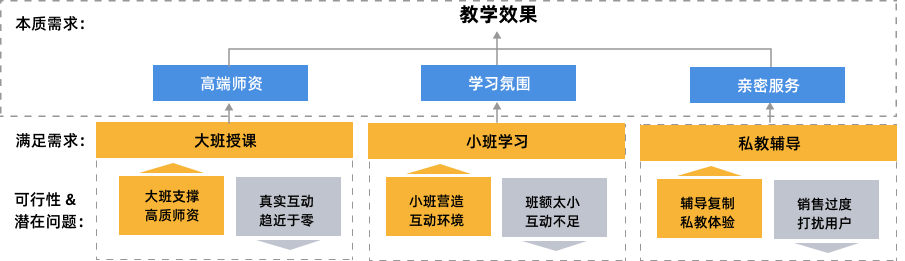 教学效果
本质需求：
高端师资
学习氛围
亲密服务
满足需求：
大班授课
小班学习
私教辅导
可行性 &
潜在问题：
大班支撑
高质师资
真实互动
趋近于零
小班营造
互动环境
班额太小
互动不足
辅导复制
私教体验
销售过度
打扰用户